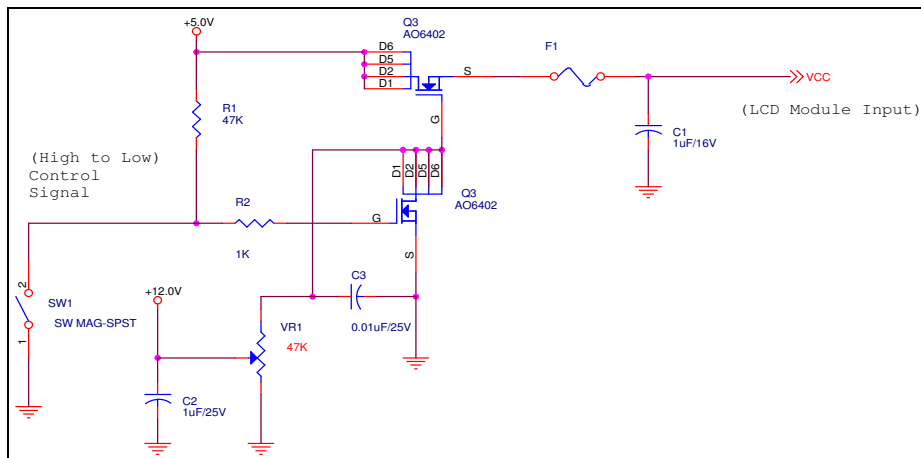 +5.0V
Q3
AO6402
D6
D5
D2
D1
S
G
F1
VCC
(LCD Module Input)
C1
1uF/16V
R1
47K
(High to Low)
Control
Signal
D1
D2
D5
D6
Q3
AO6402
R2
1K
G
S
2
SW1
SW MAG-SPST
1
+12.0V
C3
0.01uF/25V
VR1
47K
C2
1uF/25V